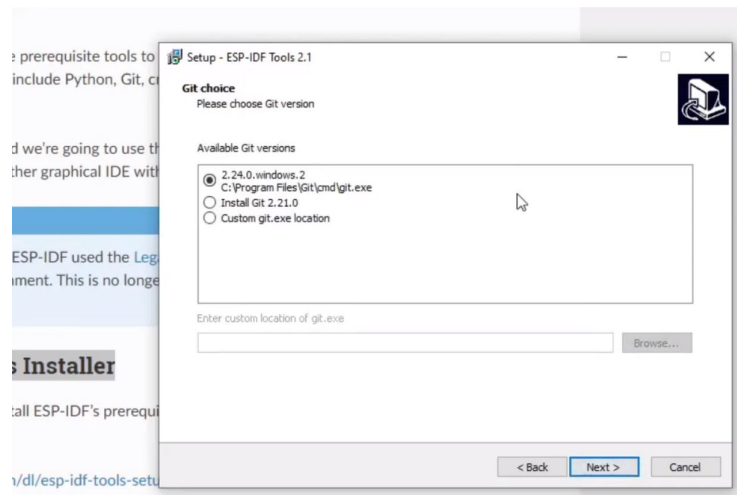 e prerequisite tools to
include Python, Git, cr
d we're going to use th
ther graphical IDE with
ESP-IDF used the Lega
nment. This is no longe
s Installer
tall ESP-IDF's prerequi
n/dl/esp-idf-tools-setu
Setup - ESP-IDF Tools 2.1
Git choice
Please choose Git version
Available Git versions
2.24.0.windows.2
C:\Program Files\Git\cmd\git.exe
Install Git 2.21.0
Custom git.exe location
Enter custom location of git.exe
Browse...
< Back
Next >
Cancel